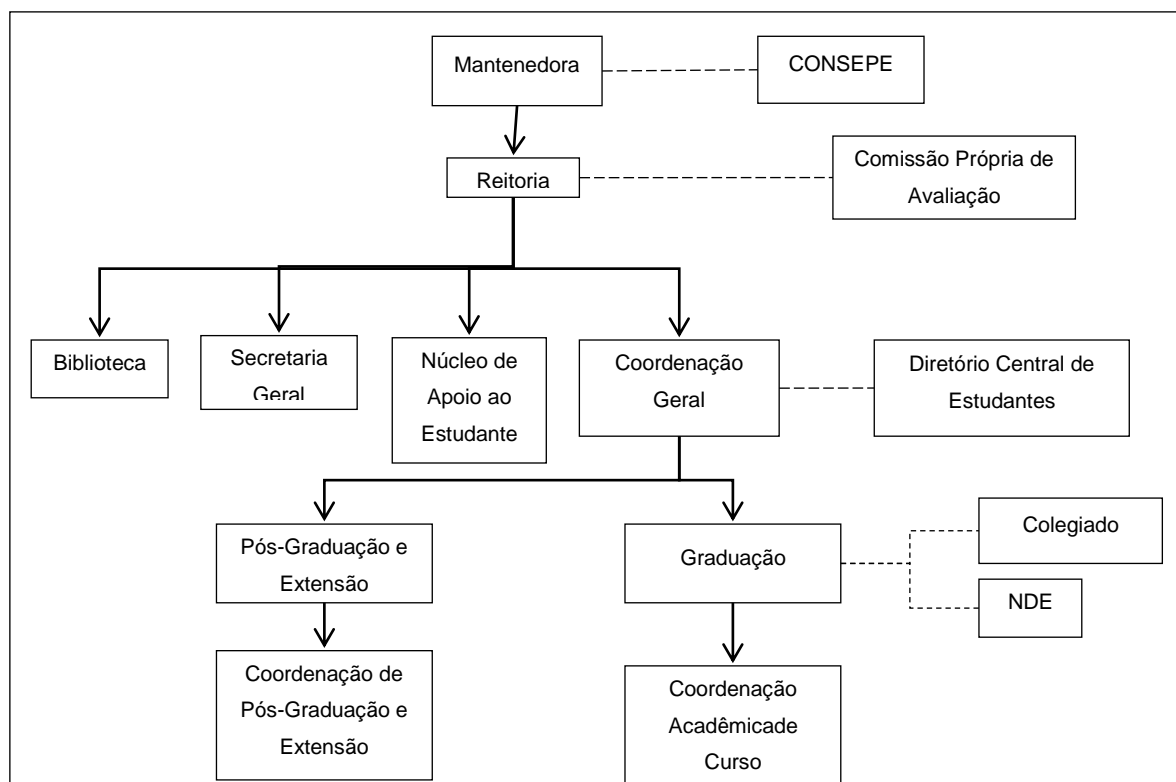 Mantenedora
CONSEPE
Reitoria
Comissão Própria de
Avaliação
Biblioteca
Secretaria
Geral
Núcleo de
Apoio ao
Estudante
Coordenação
Geral
Diretório Central de
Estudantes
Pós-Graduação e
Extensão
Graduação
Colegiado
NDE
Coordenação de
Pós-Graduação e
Extensão
Coordenação
Acadêmicade
Curso